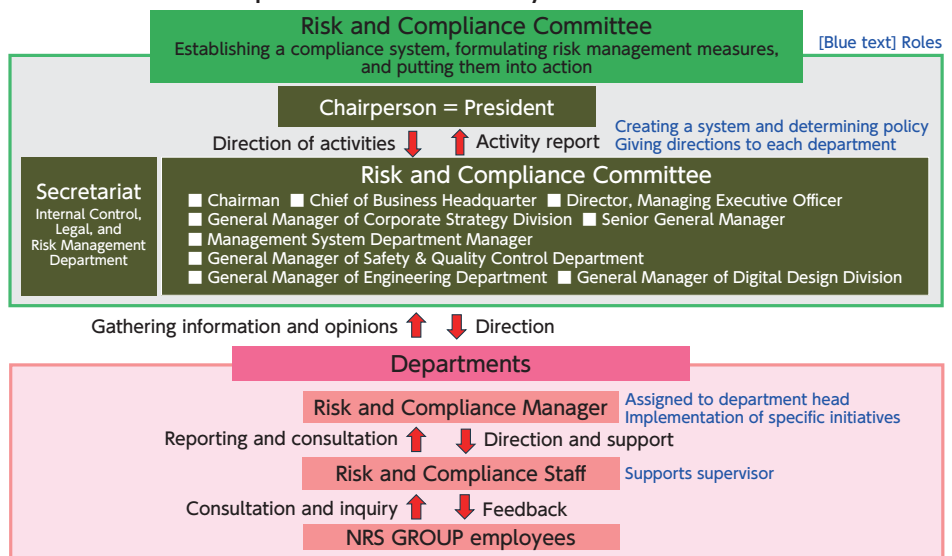 Risk and Compliance Committee
Establishing a compliance system, formulating risk management measures,
and putting them into action
[Blue text] Roles
Chairperson = President
Direction of activities
Activity report
Creating a system and determining policy
Giving directions to each department
Secretariat
Internal Control,
Legal, and
Risk Management
Department
Risk and Compliance Committee
■ Chairman ■ Chief of Business Headquarter ■ Director, Managing Executive Officer
■ General Manager of Corporate Strategy Division ■ Senior General Manager
■ Management System Department Manager
■ General Manager of Safety & Quality Control Department
■ General Manager of Engineering Department ■ General Manager of Digital Design Division
Gathering information and opinions
Direction
Departments
Risk and Compliance Manager
Assigned to department head
Implementation of specific initiatives
Reporting and consultation
Direction and support
Risk and Compliance Staff
Supports supervisor
Consultation and inquiry
Feedback
NRS GROUP employees